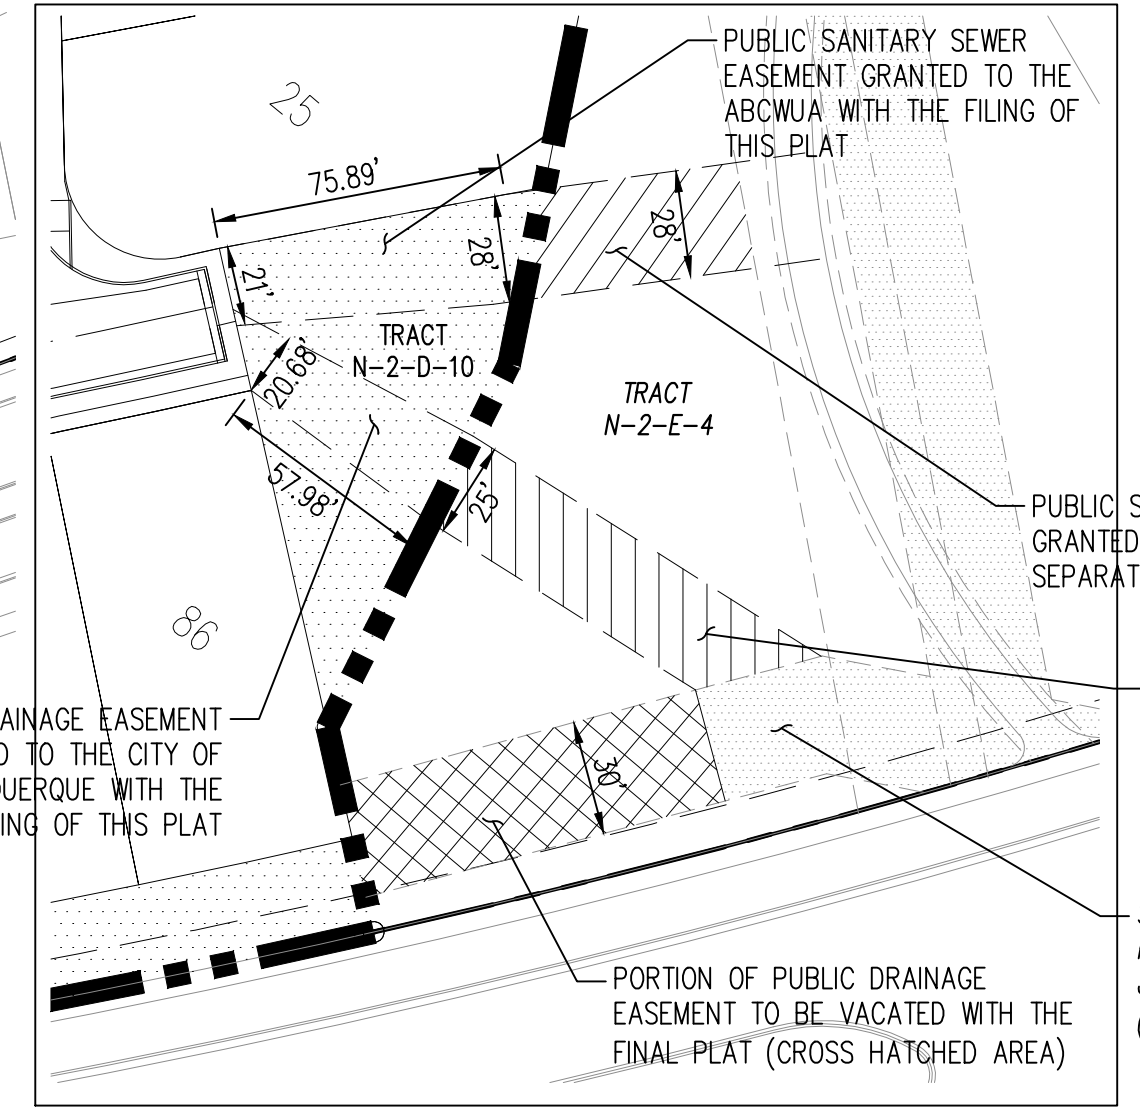 PUBLIC SANITARY SEWER
EASEMENT GRANTED TO THE
ABCWUA WITH THE FILING OF
THIS PLAT
25
75.89'
28'
28'
21'
TRACT
N-2-D-10
20.68'
TRACT
N-2-E-4
57.98'
25'
PUBLIC S
GRANTED
SEPARAT
86
AINAGE EASEMENT
D TO THE CITY OF
QUERQUE WITH THE
ING OF THIS PLAT
30'
PORTION OF PUBLIC DRAINAGE
EASEMENT TO BE VACATED WITH THE
FINAL PLAT (CROSS HATCHED AREA)